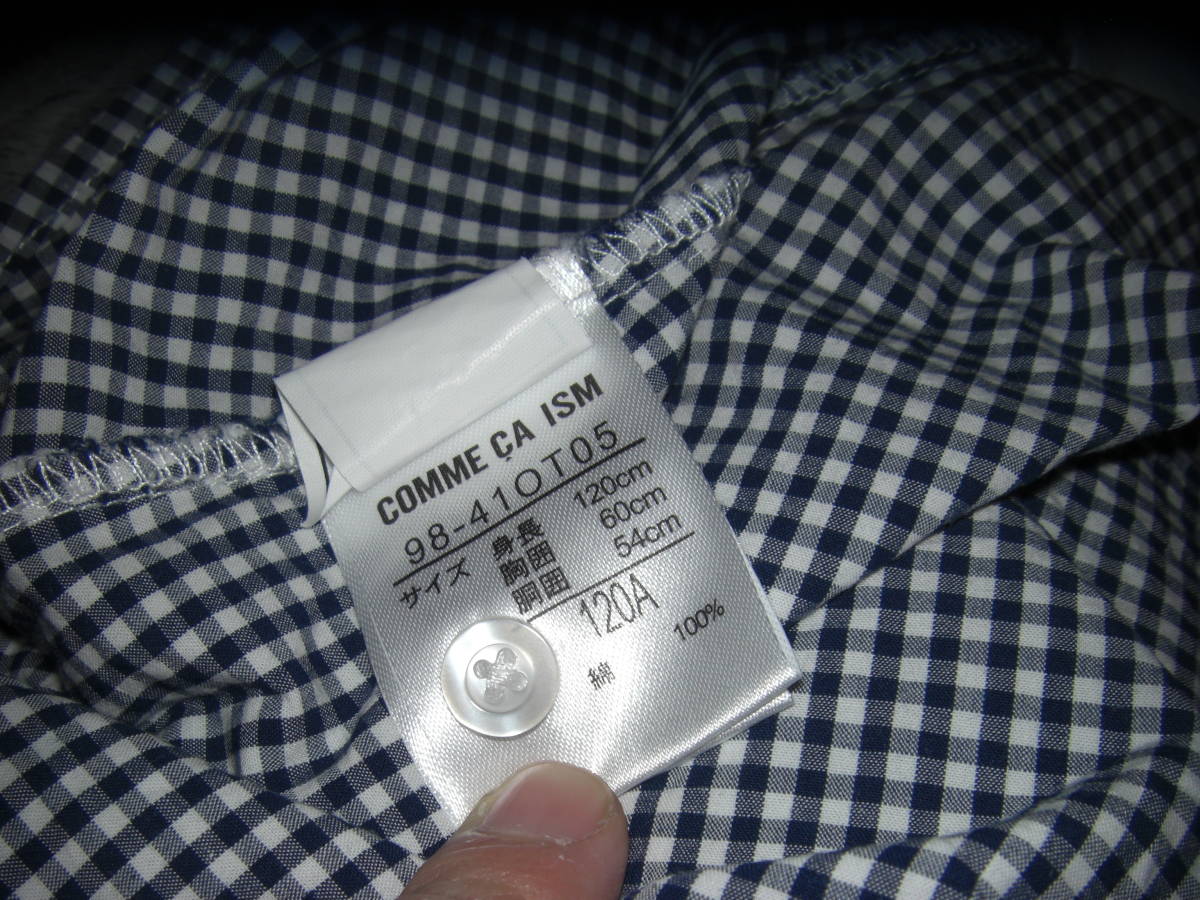 COMME ÇA ISM
98-41OT05
サイズ 身長 120cm
胸囲 60cm
胴囲 54cm
120A
綿 100%